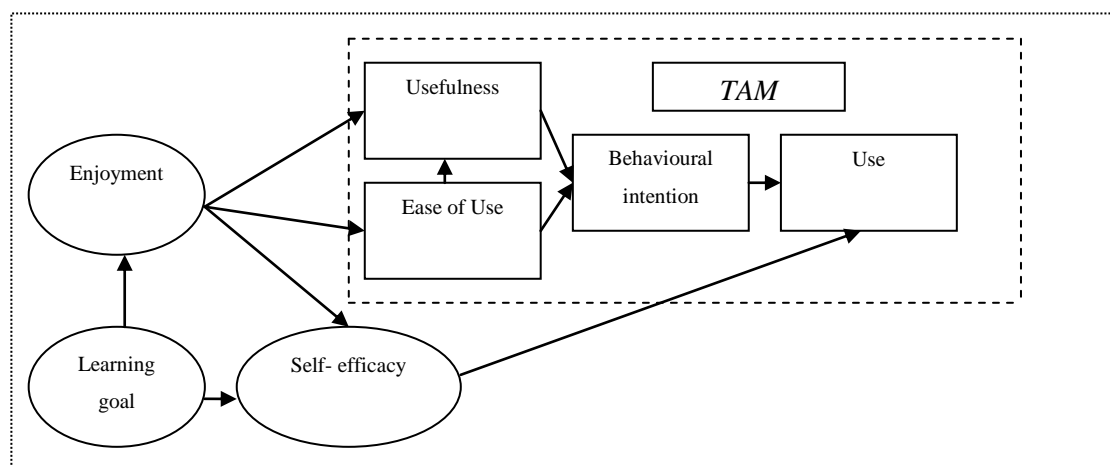 Usefulness
TAM
Enjoyment
Behavioural
intention
Use
Ease of Use
Learning
goal
Self- efficacy